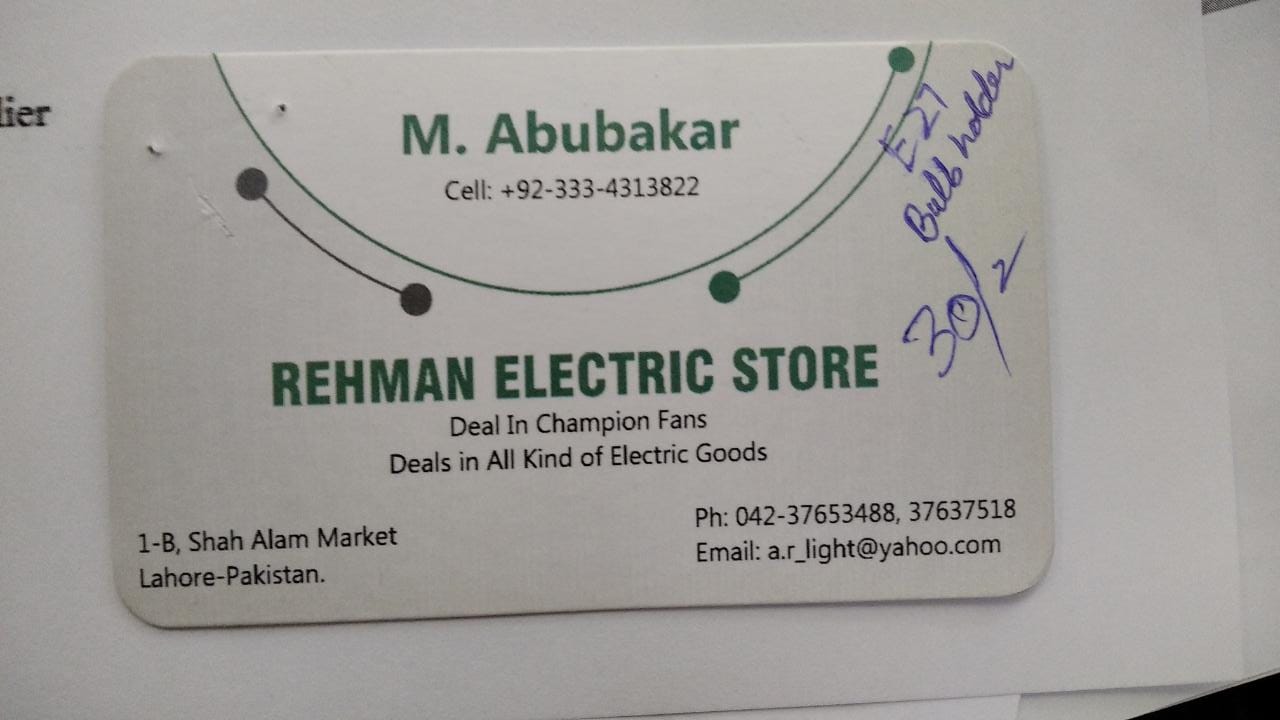 lier
M. Abubakar
Cell: +92-333-4313822
E27
Bulb holder
30/2
REHMAN ELECTRIC STORE
Deal In Champion Fans
Deals in All Kind of Electric Goods
1-B, Shah Alam Market
Lahore-Pakistan.
Ph: 042-37653488, 37637518
Email: a.r_light@yahoo.com